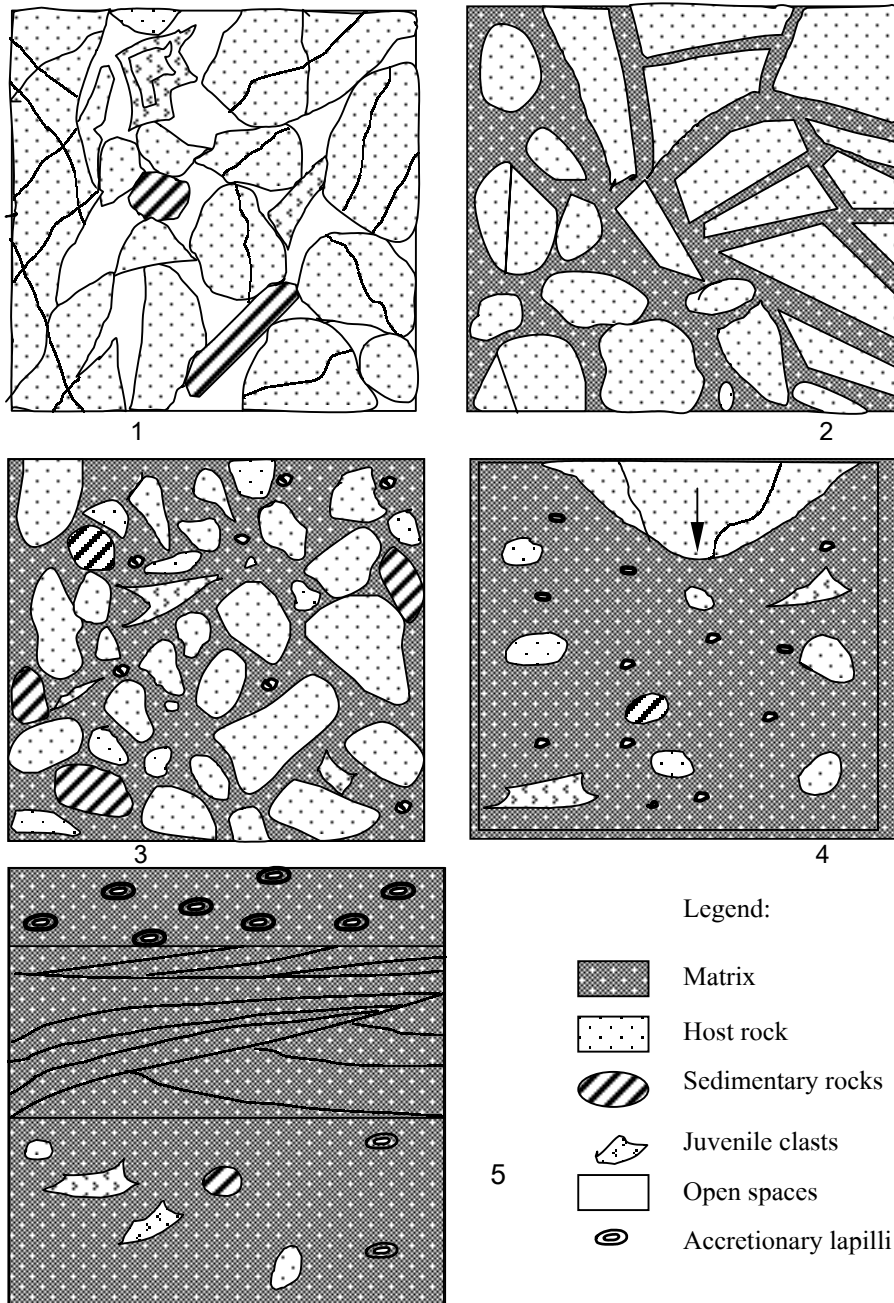 1
2
3
4
5
Legend:
Matrix
Host rock
Sedimentary rocks
Juvenile clasts
Open spaces
Accretionary lapilli